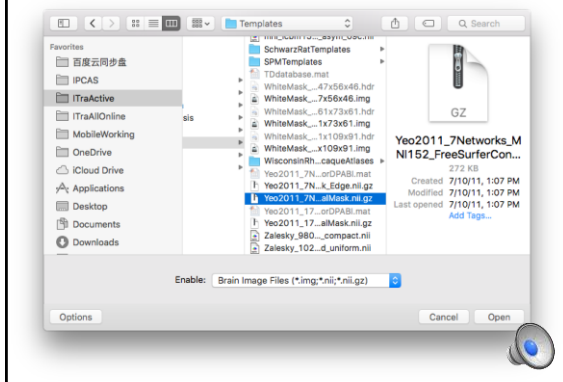 Templates
Search
Favorites
百度云同步盘
IPCAS
ITraActive
ITraAllOnline
MobileWorking
OneDrive
iCloud Drive
Applications
Desktop
Documents
Downloads
sis
SchwarzRatTemplates
SPMTemplates
TDdatabase.mat
WhiteMask_...47x56x46.hdr
WhiteMask_...7x56x46.img
WhiteMask_...61x73x61.hdr
WhiteMask_...1x73x61.img
WhiteMask_...1x109x91.hdr
WhiteMask_...x109x91.img
WisconsinRh...caqueAtlases
Yeo2011_7N...orDPABI.mat
Yeo2011_7N...k_Edge.nii.gz
Yeo2011_7N...alMask.nii.gz
Yeo2011_17...orDPABI.mat
Yeo2011_17...alMask.nii.gz
Zalesky_980..._compact.nii
Zalesky_102...d_uniform.nii
GZ
Yeo2011_7Networks_M
NI152_FreeSurferCon...
272 KB
Created 7/10/11, 1:07 PM
Modified 7/10/11, 1:07 PM
Last opened 7/10/11, 1:07 PM
Add Tags...
Enable: Brain Image Files (*.img;*.nii;*.nii.gz)
Options
Cancel
Open